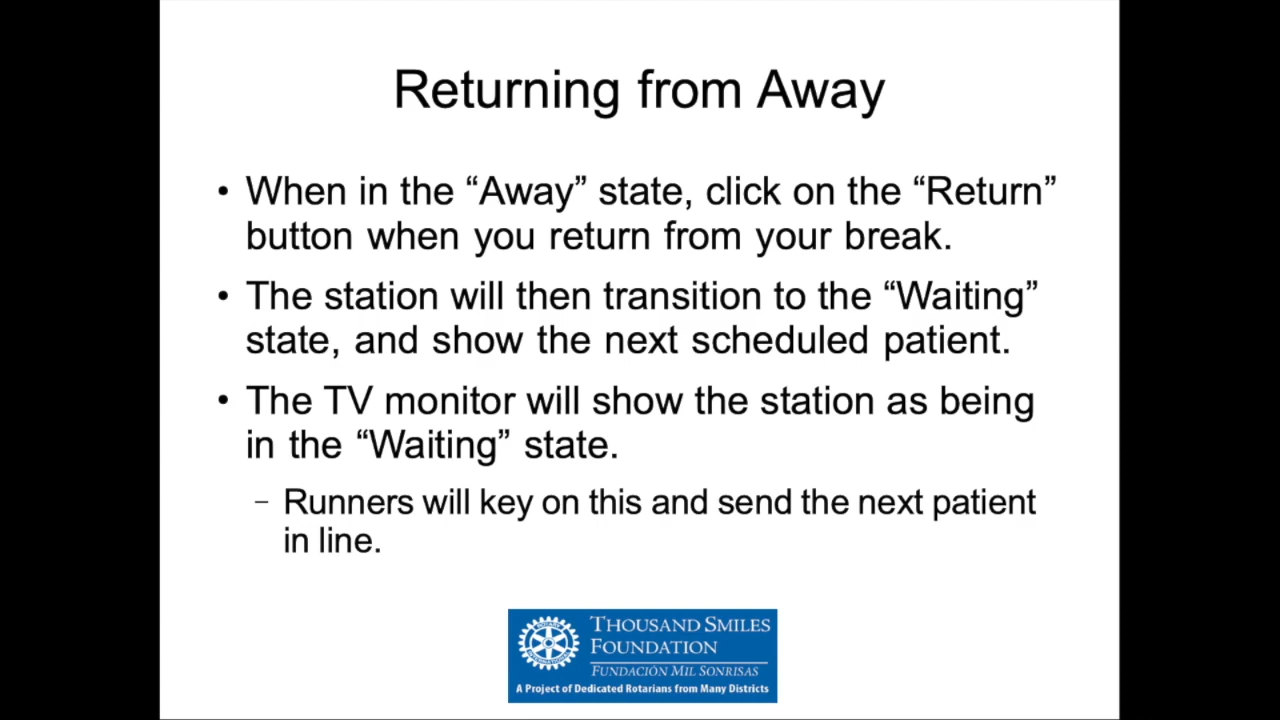 Returning from Away
• When in the “Away” state, click on the “Return”
button when you return from your break.
• The station will then transition to the “Waiting”
state, and show the next scheduled patient.
• The TV monitor will show the station as being
in the “Waiting” state.
– Runners will key on this and send the next patient
in line.
THOUSAND SMILES
FOUNDATION
FUNDACIÓN MIL SONRISAS
A Project of Dedicated Rotarians from Many Districts